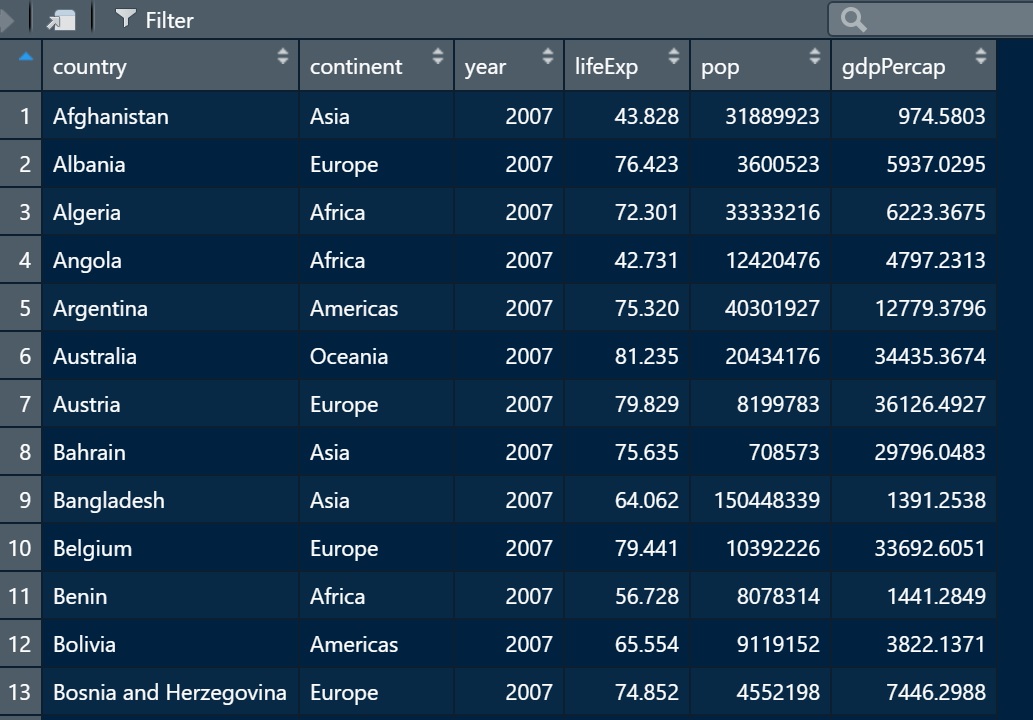 Filter
country continent year lifeExp pop gdpPercap
1 Afghanistan Asia 2007 43.828 31889923 974.5803
2 Albania Europe 2007 76.423 3600523 5937.0295
3 Algeria Africa 2007 72.301 33333216 6223.3675
4 Angola Africa 2007 42.731 12420476 4797.2313
5 Argentina Americas 2007 75.320 40301927 12779.3796
6 Australia Oceania 2007 81.235 20434176 34435.3674
7 Austria Europe 2007 79.829 8199783 36126.4927
8 Bahrain Asia 2007 75.635 708573 29796.0483
9 Bangladesh Asia 2007 64.062 150448339 1391.2538
10 Belgium Europe 2007 79.441 10392226 33692.6051
11 Benin Africa 2007 56.728 8078314 1441.2849
12 Bolivia Americas 2007 65.554 9119152 3822.1371
13 Bosnia and Herzegovina Europe 2007 74.852 4552198 7446.2988